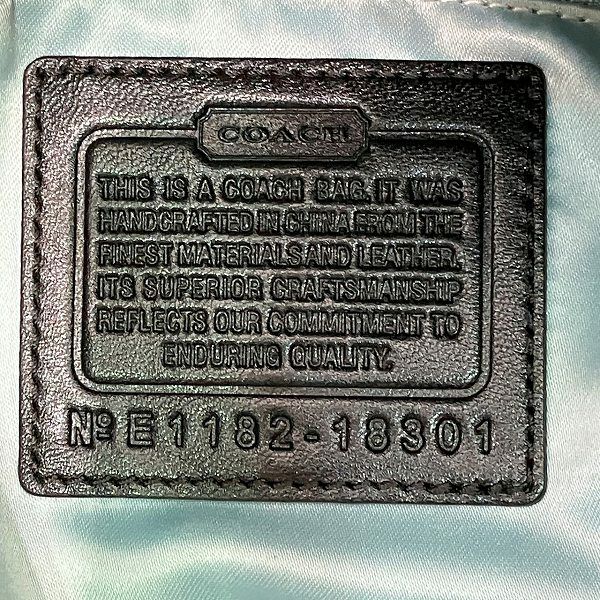 COACH
THIS IS A COACH BAG. IT WAS
HANDCRAFTED IN CHINA FROM THE
FINEST MATERIALS AND LEATHER.
ITS SUPERIOR CRAFTSMANSHIP
REFLECTS OUR COMMITMENT TO
ENDURING QUALITY.
Nº E1182-18301